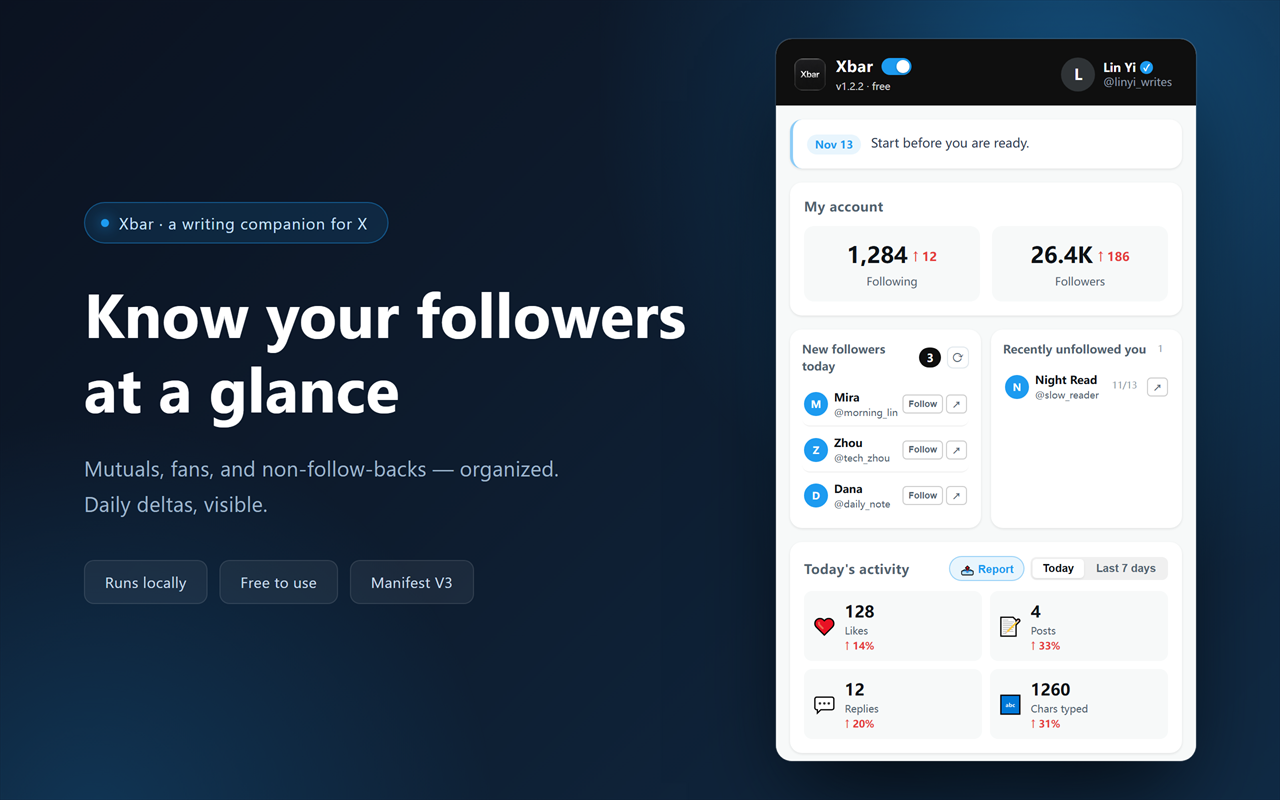 Xbar · a writing companion for X
Know your followers
at a glance
Mutuals, fans, and non-follow-backs — organized.
Daily deltas, visible.
Runs locally
Free to use
Manifest V3
Xbar
Xbar
v1.2.2 · free
L
Lin Yi
@linyi_writes
Nov 13
Start before you are ready.
My account
1,284 ↑ 12
Following
26.4K ↑ 186
Followers
New followers
today
3
M
Mira
@morning_lin
Follow
↗
Z
Zhou
@tech_zhou
Follow
↗
D
Dana
@daily_note
Follow
↗
Recently unfollowed you
1
N
Night Read
@slow_reader
11/13
↗
Today's activity
Report
Today
Last 7 days
128
Likes
↑ 14%
4
Posts
↑ 33%
12
Replies
↑ 20%
abc
1260
Chars typed
↑ 31%